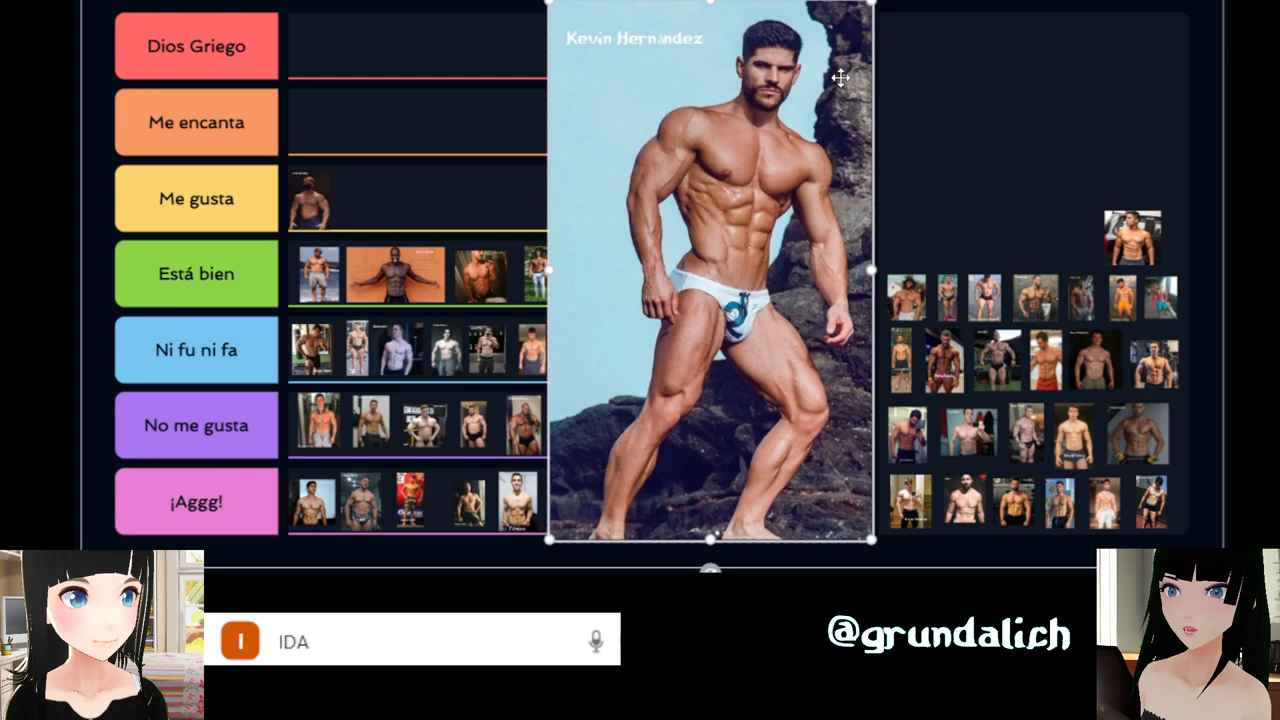 Dios Griego
Kevin Hernández
Me encanta
Me gusta
Está bien
Ni fu ni fa
No me gusta
¡Aggg!
I
IDA
@grundalich